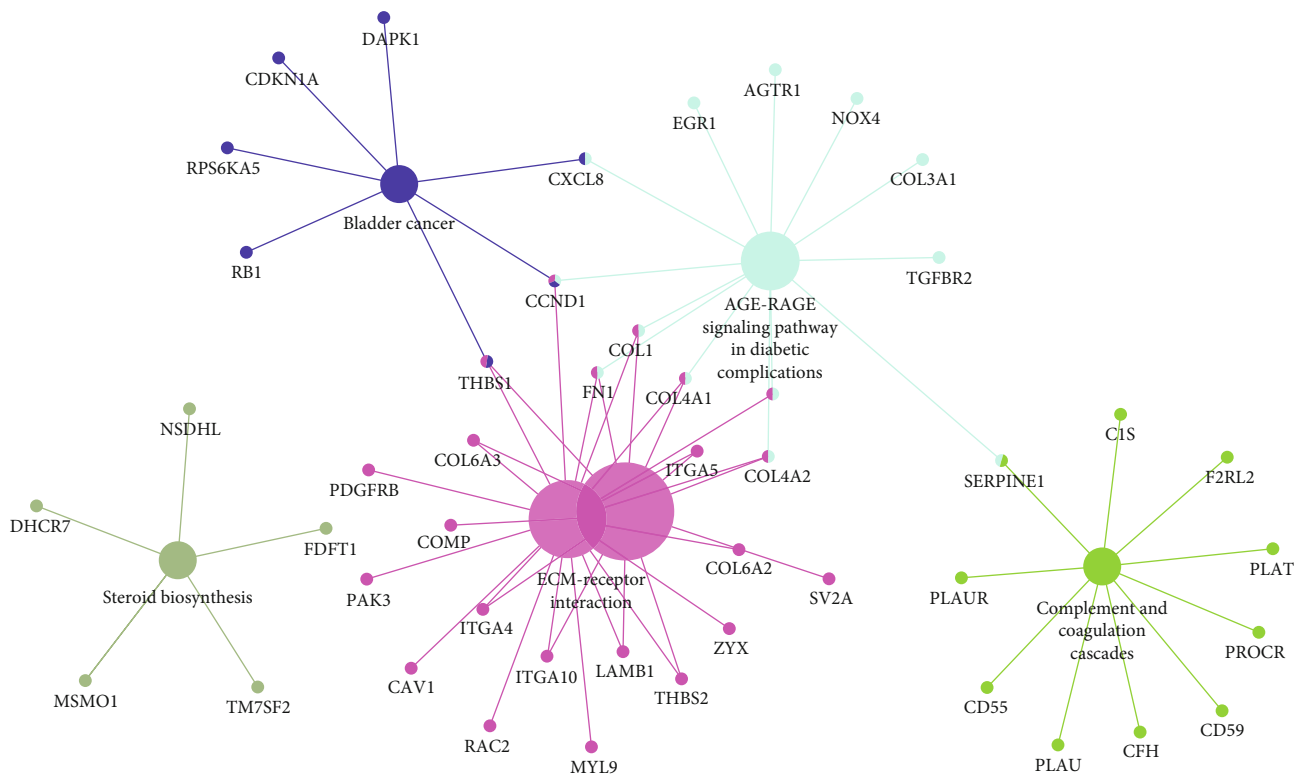 DAPK1
CDKN1A
AGTR1
NOX4
EGR1
RPS6KA5
CXCL8
COL3A1
Bladder cancer
RB1
TGFBR2
CCND1
AGE-RAGE
signaling pathway
in diabetic
complications
COL1
THBS1
FN1
COL4A1
NSDHL
C1S
COL6A3
ITGA5
COL4A2
SERPINE1
F2RL2
PDGFRB
DHCR7
FDFT1
COMP
COL6A2
PLAT
ECM-receptor
interaction
Steroid biosynthesis
PAK3
SV2A
PLAUR
Complement and
coagulation
cascades
ITGA4
ZYX
PROCR
MSMO1
TM7SF2
CAV1
ITGA10
LAMB1
THBS2
CD55
CD59
RAC2
MYL9
PLAU
CFH